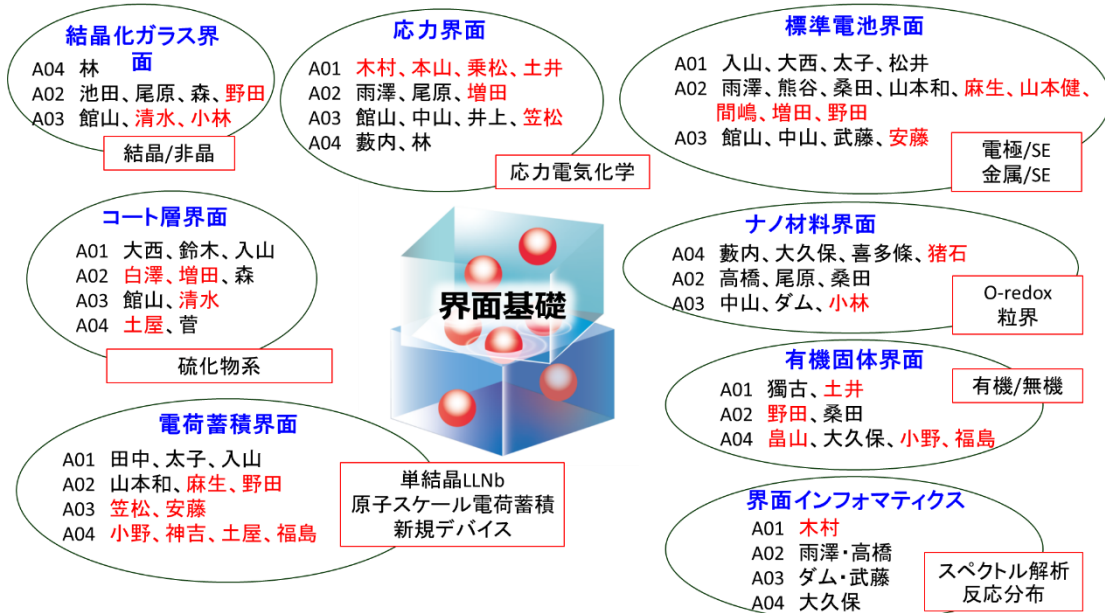 結晶化ガラス界
面
A04 林
A02 池田、尾原、森、野田
A03 館山、清水、小林
結晶/非晶
応力界面
A01 木村、本山、乗松、土井
A02 雨澤、尾原、増田
A03 館山、中山、井上、笠松
A04 藪内、林
応力電気化学
標準電池界面
A01 入山、大西、太子、松井
A02 雨澤、熊谷、桑田、山本和、麻生、山本健、
間嶋、増田、野田
A03 館山、中山、武藤、安藤
電極/SE
金属/SE
コート層界面
A01 大西、鈴木、入山
A02 白澤、増田、森
A03 館山、清水
A04 土屋、菅
硫化物系
界面基礎
ナノ材料界面
A04 藪内、大久保、喜多條、猪石
A02 高橋、尾原、桑田
A03 中山、ダム、小林
O-redox
粒界
有機固体界面
A01 獨古、土井
A02 野田、桑田
A04 畠山、大久保、小野、福島
有機/無機
電荷蓄積界面
A01 田中、太子、入山
A02 山本和、麻生、野田
A03 笠松、安藤
A04 小野、神吉、土屋、福島
単結晶LLNb
原子スケール電荷蓄積
新規デバイス
界面インフォマティクス
A01 木村
A02 雨澤・高橋
A03 ダム・武藤
A04 大久保
スペクトル解析
反応分布